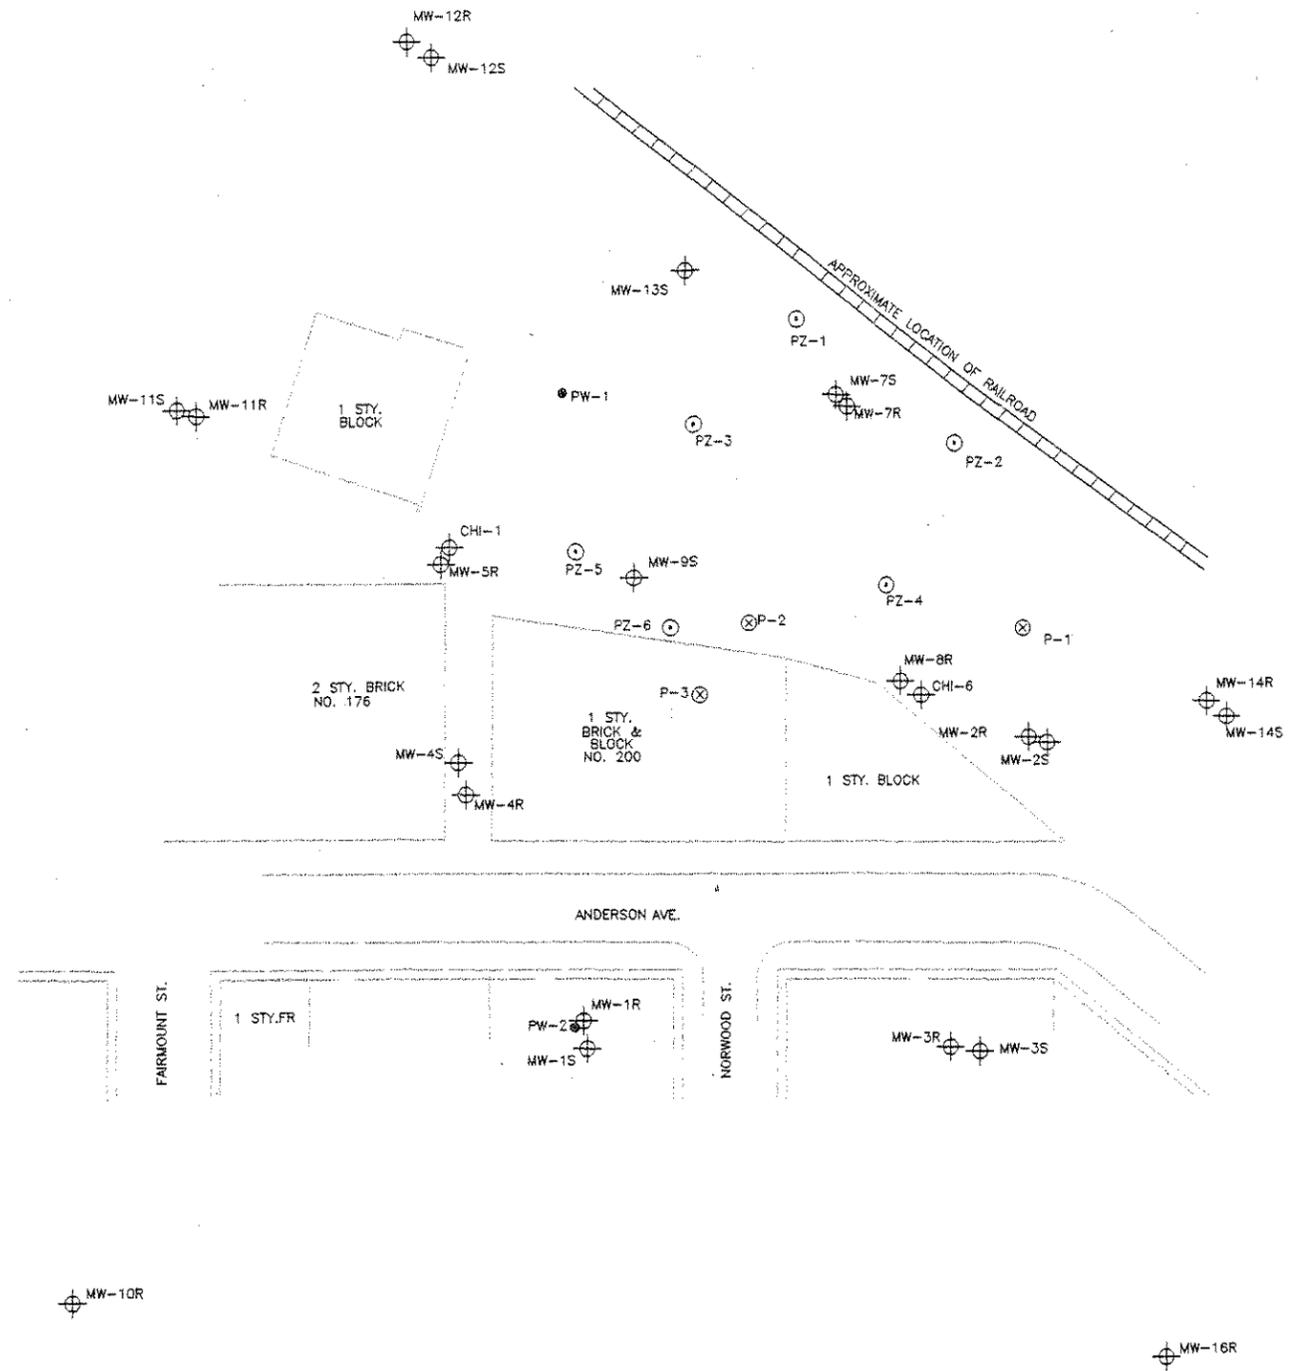 MW-12R
MW-12S
MW-13S
APPROXIMATE LOCATION OF RAILROAD
PZ-1
MW-7S
MW-7R
PW-1
MW-11S
MW-11R
1 STY.
BLOCK
PZ-3
PZ-2
CHI-1
MW-5R
PZ-5
MW-9S
PZ-4
PZ-6
P-2
P-1
MW-8R
CHI-6
2 STY. BRICK
NO. 176
P-3
MW-14R
MW-14S
1 STY.
BRICK &
BLOCK
NO. 200
MW-2R
MW-2S
MW-4S
MW-4R
1 STY. BLOCK
ANDERSON AVE.
FAIRMOUNT ST.
1 STY.FR
MW-1R
PW-2
MW-1S
NORWOOD ST.
MW-3R
MW-3S
MW-10R
MW-16R